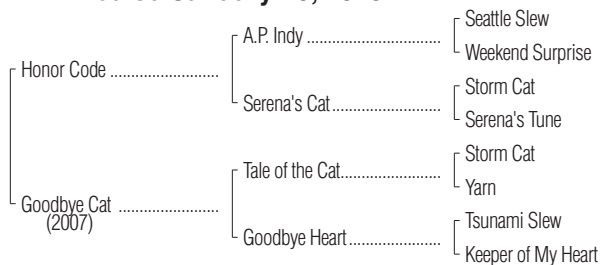 Seattle Slew
A.P. Indy
Weekend Surprise
Honor Code
Storm Cat
Serena's Cat
Serena's Tune
Storm Cat
Tale of the Cat
Yarn
Goodbye Cat
(2007)
Tsunami Slew
Goodbye Heart
Keeper of My Heart